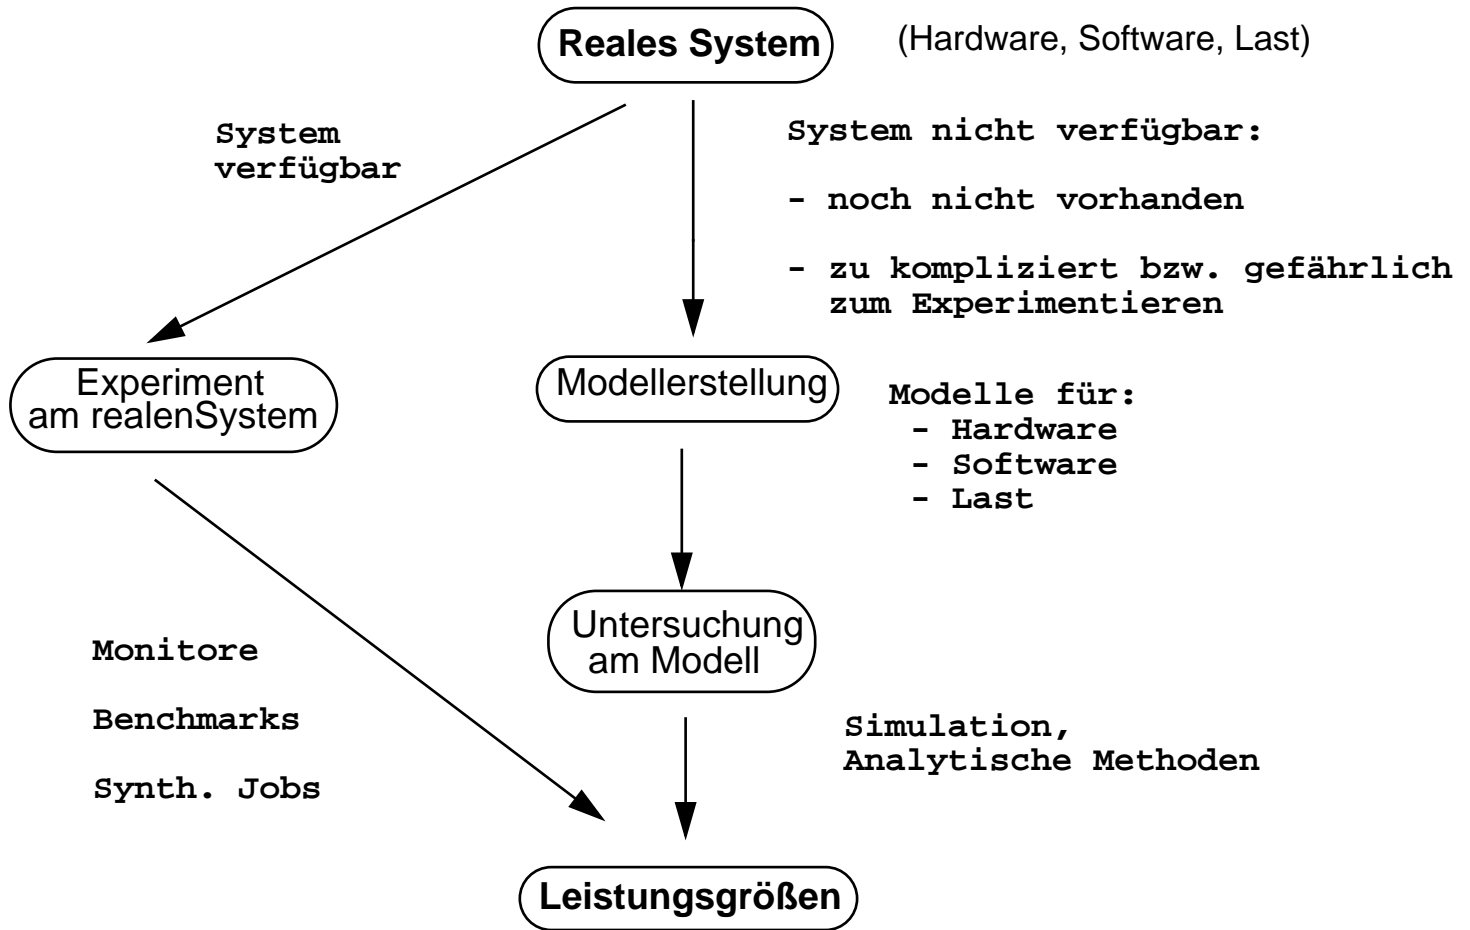 Reales System
(Hardware, Software, Last)
System
verfügbar
System nicht verfügbar:
- noch nicht vorhanden
- zu kompliziert bzw. gefährlich
zum Experimentieren
Experiment
am realenSystem
Modellerstellung
Modelle für:
- Hardware
- Software
- Last
Untersuchung
am Modell
Monitore
Benchmarks
Synth. Jobs
Simulation,
Analytische Methoden
Leistungsgrößen